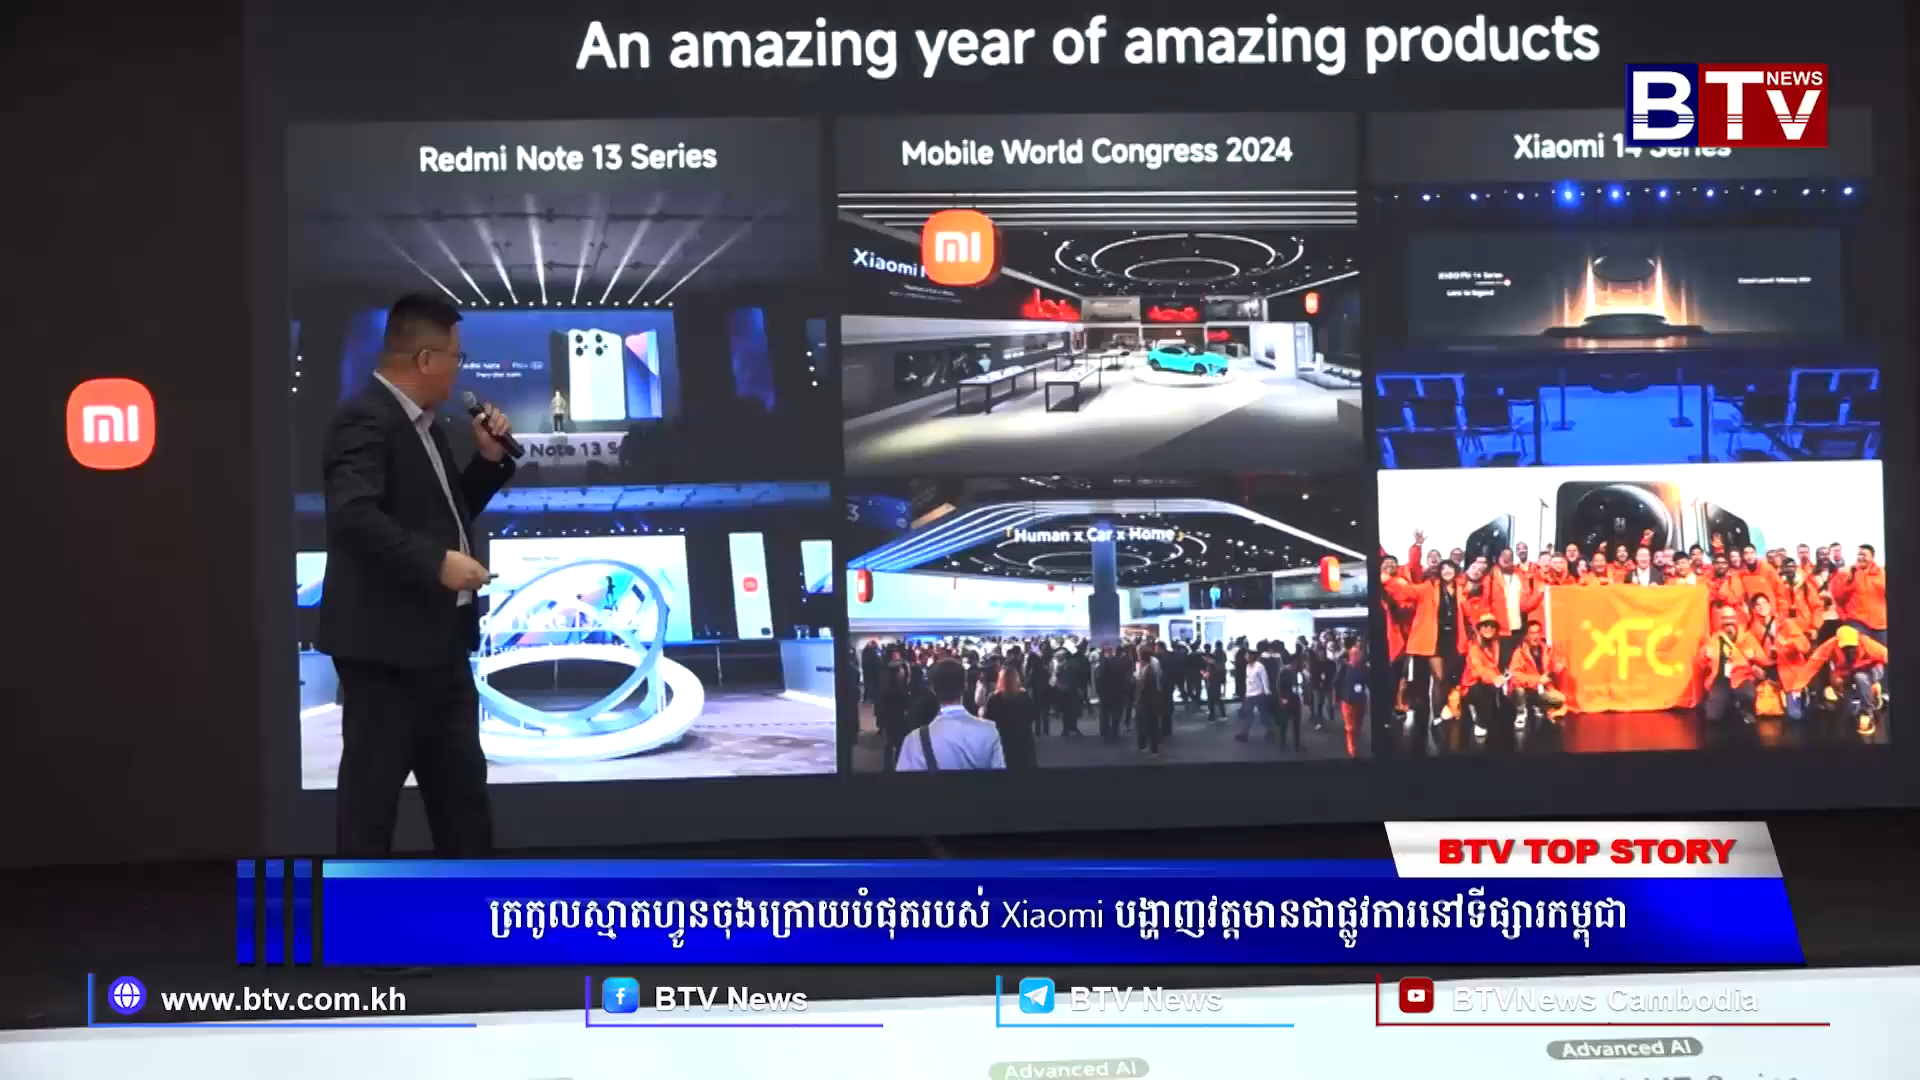 An amazing year of amazing products
BTV NEWS
Redmi Note 13 Series
Mobile World Congress 2024
Xiaomi 14 Series
Xiaomi
Note 13 S
Human x Car x Home
XFC
BTV TOP STORY
ត្រកូលស្មាតហ្វូនចុងក្រោយបំផុតរបស់ Xiaomi បង្ហាញវត្តមានជាផ្លូវការនៅទីផ្សារកម្ពុជា
www.btv.com.kh
BTV News
BTV News
BTVNews Cambodia
Advanced AI
Advanced AI